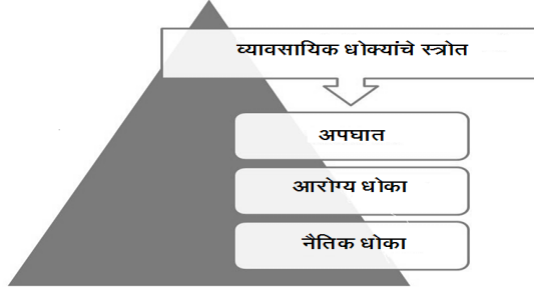 व्यावसायिक धोक्यांचे स्त्रोत
अपघात
आरोग्य धोका
नैतिक धोका